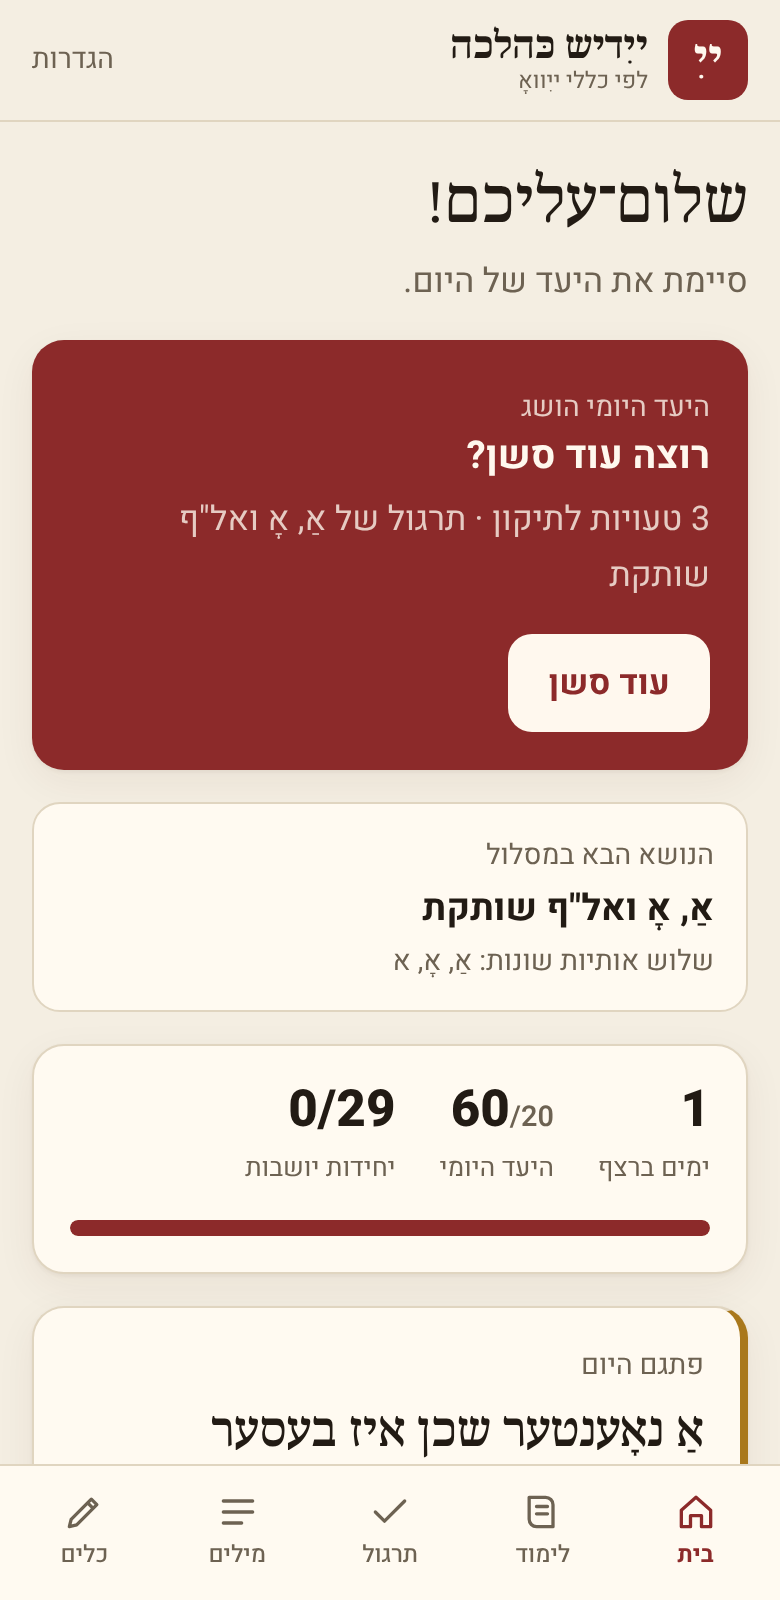 ייִ
ייִדיש כּהלכה
לפי כללי ייִוואָ
הגדרות
שלום־עליכם!
סיימת את היעד של היום.
היעד היומי הושג
רוצה עוד סשן?
3 טעויות לתיקון · תרגול של אַ, אָ ואל"ף
שותקת
עוד סשן
הנושא הבא במסלול
אַ, אָ ואל"ף שותקת
שלוש אותיות שונות: אַ, אָ, א
1
ימים ברצף
60/20
היעד היומי
0/29
יחידות יושבות
פתגם היום
אַ נאָענטער שכן איז בעסער
בית
לימוד
תרגול
מילים
כלים